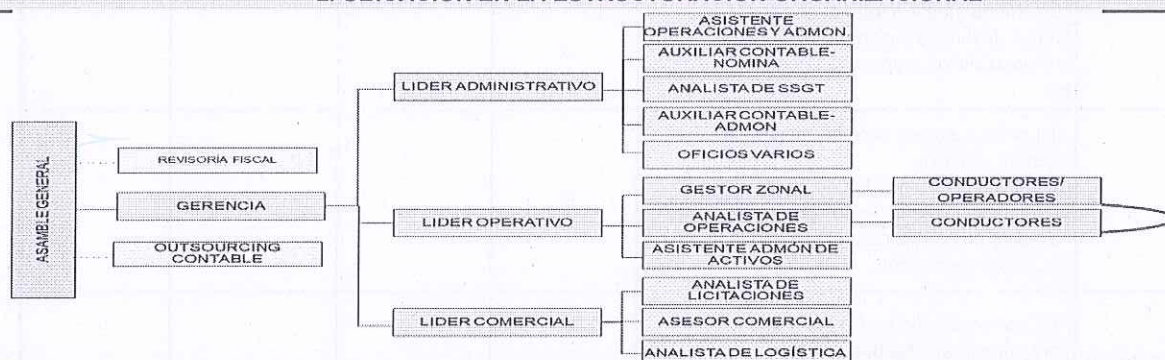 ASAMBLE GENERAL
REVISORÍA FISCAL
GERENCIA
OUTSOURCING
CONTABLE
LIDER ADMINISTRATIVO
ASISTENTE
OPERACIONES Y ADMON.
AUXILIAR CONTABLE-
NOMINA
ANALISTA DE SSGT
AUXILIAR CONTABLE-
ADMÓN
OFICIOS VARIOS
LIDER OPERATIVO
GESTOR ZONAL
CONDUCTORES/
OPERADORES
ANALISTA DE
OPERACIONES
CONDUCTORES
ASISTENTE ADMÓN DE
ACTIVOS
LIDER COMERCIAL
ANALISTA DE
LICITACIONES
ASESOR COMERCIAL
ANALISTA DE LOGÍSTICA